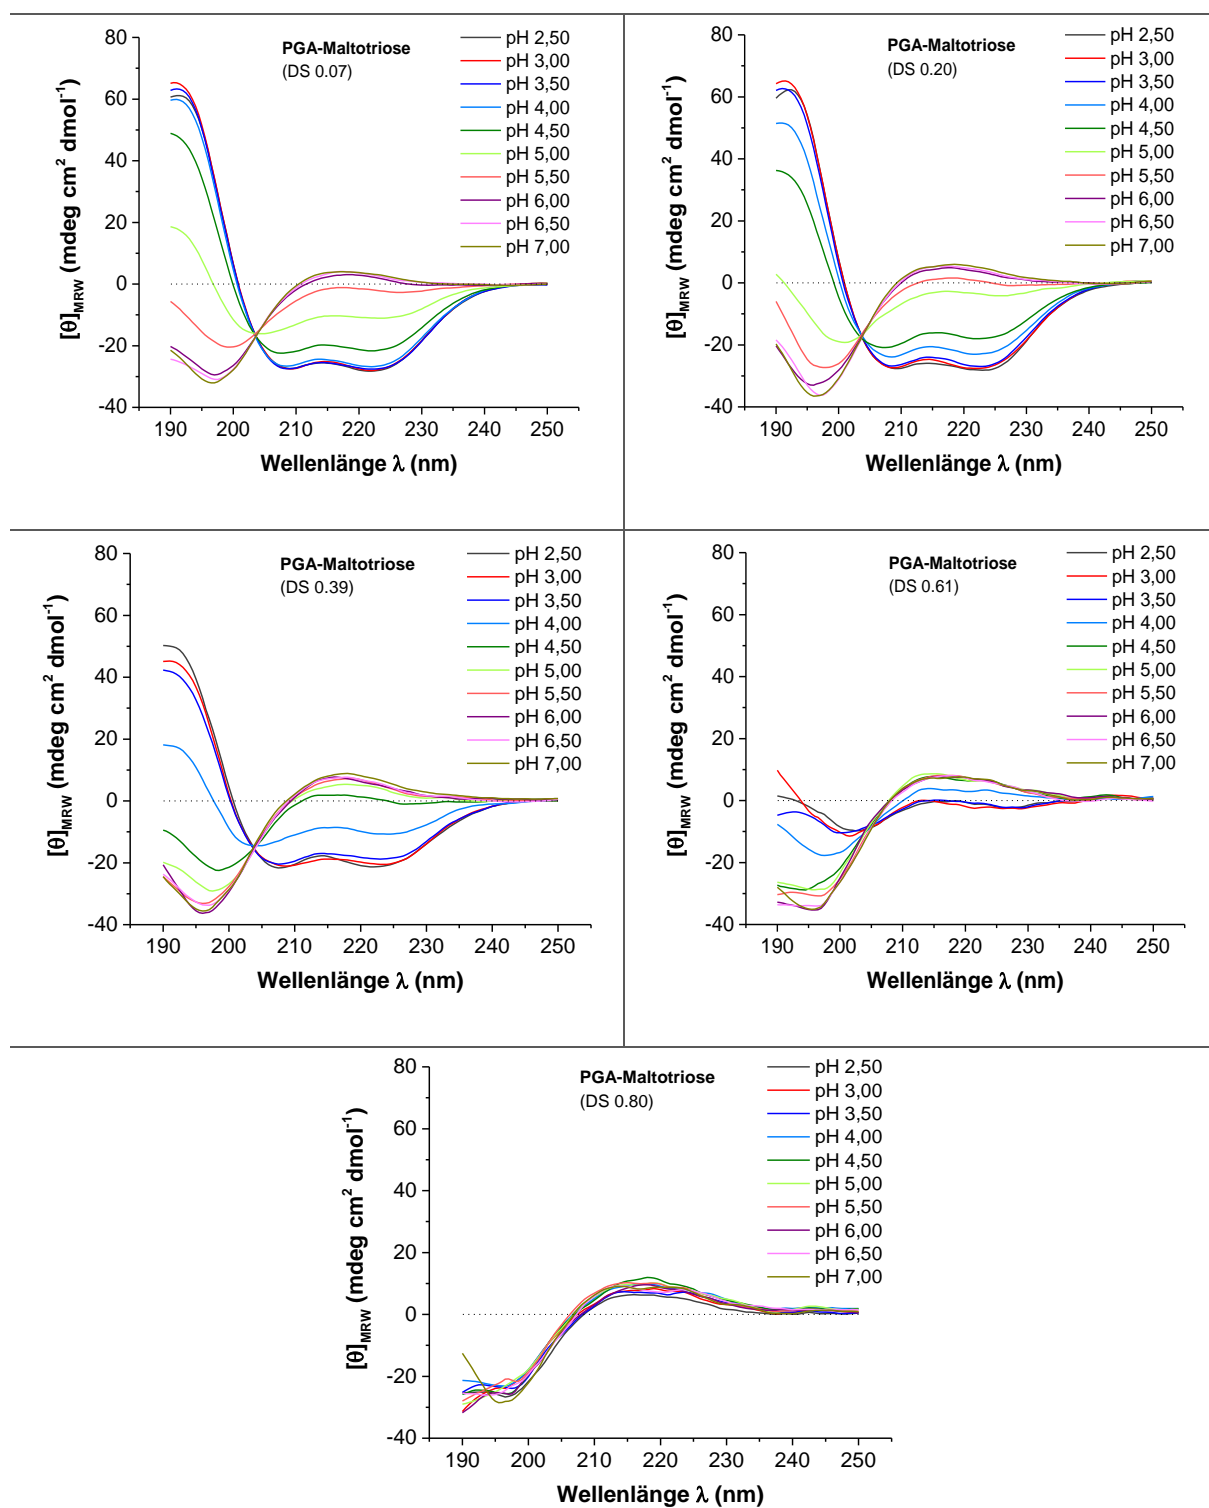 PGA-Maltotriose
(DS 0.07)
pH 2,50
pH 3,00
pH 3,50
pH 4,00
pH 4,50
pH 5,00
pH 5,50
pH 6,00
pH 6,50
pH 7,00
80
60
40
20
0
-20
-40
[θ]MRW (mdeg cm² dmol⁻¹)
190 200 210 220 230 240 250
Wellenlänge λ (nm)
PGA-Maltotriose
(DS 0.20)
pH 2,50
pH 3,00
pH 3,50
pH 4,00
pH 4,50
pH 5,00
pH 5,50
pH 6,00
pH 6,50
pH 7,00
80
60
40
20
0
-20
-40
[θ]MRW (mdeg cm² dmol⁻¹)
190 200 210 220 230 240 250
Wellenlänge λ (nm)
PGA-Maltotriose
(DS 0.39)
pH 2,50
pH 3,00
pH 3,50
pH 4,00
pH 4,50
pH 5,00
pH 5,50
pH 6,00
pH 6,50
pH 7,00
80
60
40
20
0
-20
-40
[θ]MRW (mdeg cm² dmol⁻¹)
190 200 210 220 230 240 250
Wellenlänge λ (nm)
PGA-Maltotriose
(DS 0.61)
pH 2,50
pH 3,00
pH 3,50
pH 4,00
pH 4,50
pH 5,00
pH 5,50
pH 6,00
pH 6,50
pH 7,00
80
60
40
20
0
-20
-40
[θ]MRW (mdeg cm² dmol⁻¹)
190 200 210 220 230 240 250
Wellenlänge λ (nm)
PGA-Maltotriose
(DS 0.80)
pH 2,50
pH 3,00
pH 3,50
pH 4,00
pH 4,50
pH 5,00
pH 5,50
pH 6,00
pH 6,50
pH 7,00
80
60
40
20
0
-20
-40
[θ]MRW (mdeg cm² dmol⁻¹)
190 200 210 220 230 240 250
Wellenlänge λ (nm)